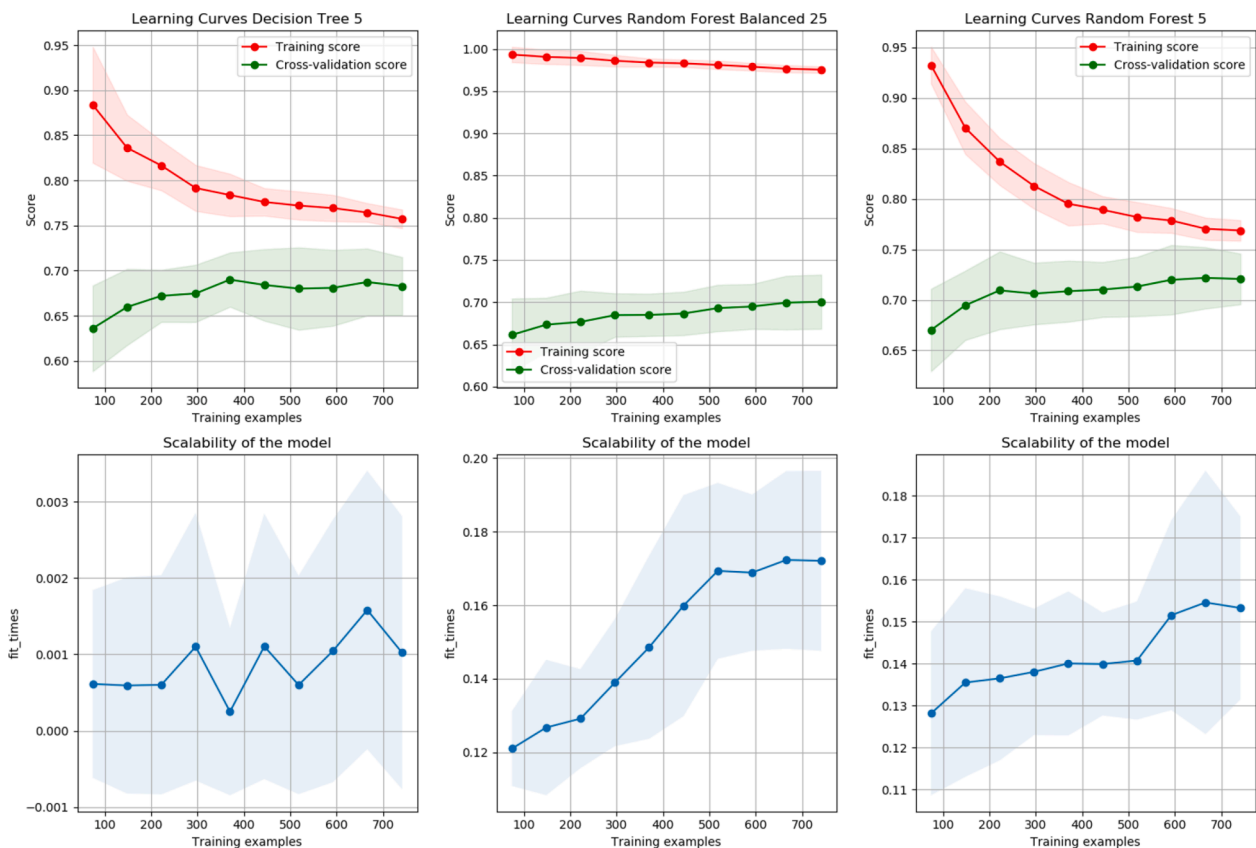 Learning Curves Decision Tree 5
0.95
0.90
0.85
0.80
0.75
0.70
0.65
0.60
Score
Training score
Cross-validation score
100 200 300 400 500 600 700
Training examples
Learning Curves Random Forest Balanced 25
1.00
0.95
0.90
0.85
0.80
0.75
0.70
0.65
0.60
Score
Training score
Cross-validation score
100 200 300 400 500 600 700
Training examples
Learning Curves Random Forest 5
0.95
0.90
0.85
0.80
0.75
0.70
0.65
Score
Training score
Cross-validation score
100 200 300 400 500 600 700
Training examples
Scalability of the model
0.003
0.002
0.001
0.000
−0.001
fit_times
100 200 300 400 500 600 700
Training examples
Scalability of the model
0.20
0.18
0.16
0.14
0.12
fit_times
100 200 300 400 500 600 700
Training examples
Scalability of the model
0.18
0.17
0.16
0.15
0.14
0.13
0.12
0.11
fit_times
100 200 300 400 500 600 700
Training examples